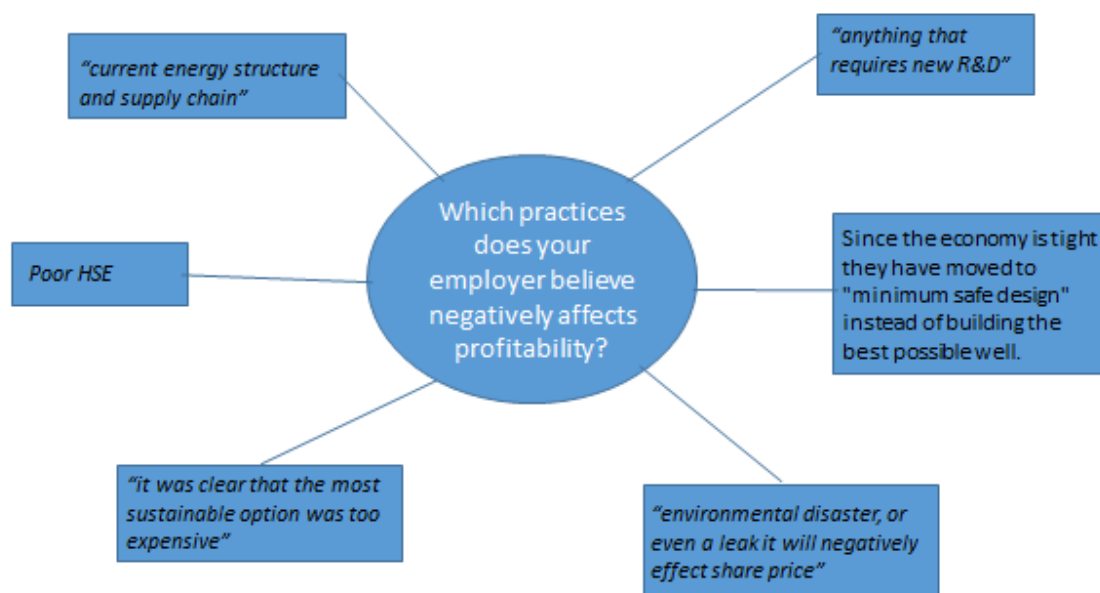 “current energy structure
and supply chain”
“anything that
requires new R&D”
Which practices
does your
employer believe
negatively affects
profitability?
Poor HSE
Since the economy is tight
they have moved to
"minimum safe design"
instead of building the
best possible well.
“it was clear that the most
sustainable option was too
expensive”
“environmental disaster, or
even a leak it will negatively
effect share price”